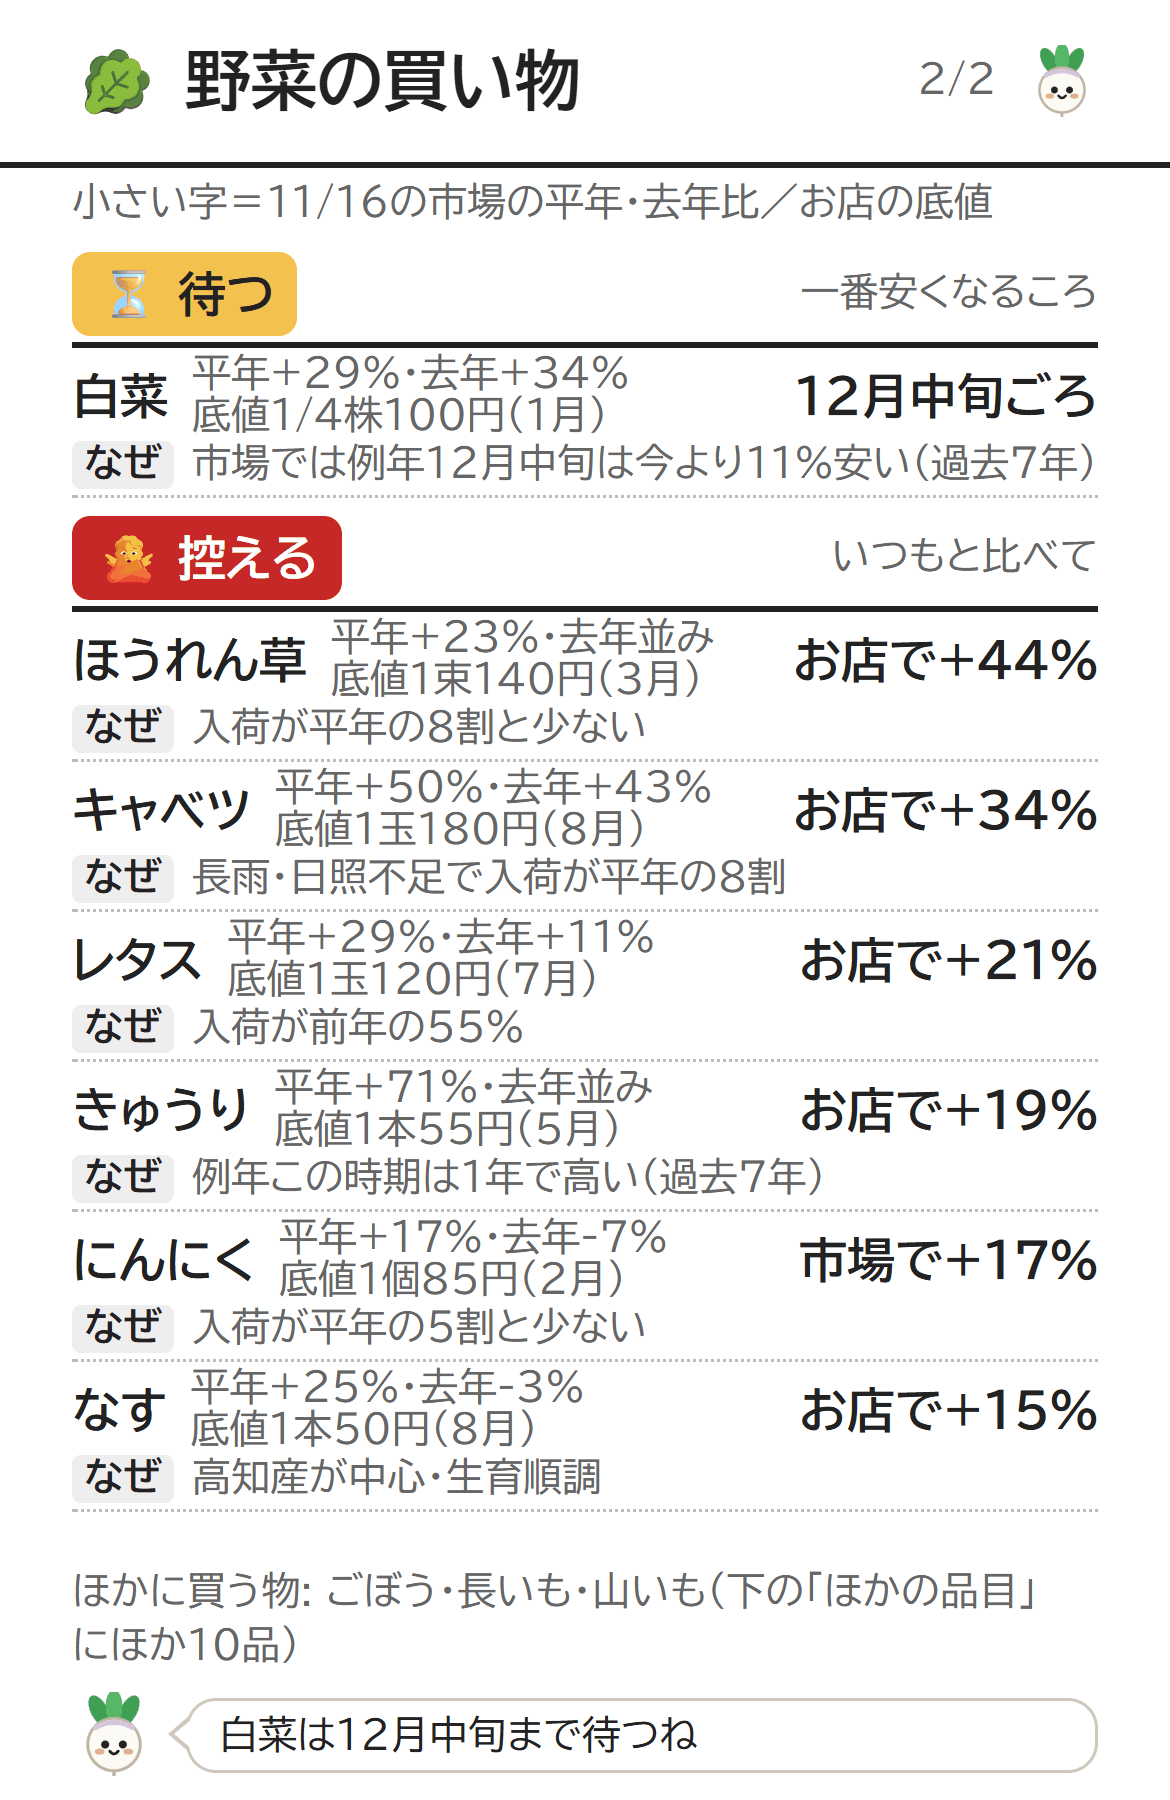 野菜の買い物
2/2
小さい字=11/16の市場の平年・去年比／お店の底値
待つ
一番安くなるころ
白菜
平年+29%・去年+34%
底値1/4株100円(1月)
12月中旬ごろ
なぜ 市場では例年12月中旬は今より11%安い(過去7年)
控える
いつもと比べて
ほうれん草
平年+23%・去年並み
底値1束140円(3月)
お店で+44%
なぜ 入荷が平年の8割と少ない
キャベツ
平年+50%・去年+43%
底値1玉180円(8月)
お店で+34%
なぜ 長雨・日照不足で入荷が平年の8割
レタス
平年+29%・去年+11%
底値1玉120円(7月)
お店で+21%
なぜ 入荷が前年の55%
きゅうり
平年+71%・去年並み
底値1本55円(5月)
お店で+19%
なぜ 例年この時期は1年で高い(過去7年)
にんにく
平年+17%・去年-7%
底値1個85円(2月)
市場で+17%
なぜ 入荷が平年の5割と少ない
なす
平年+25%・去年-3%
底値1本50円(8月)
お店で+15%
なぜ 高知産が中心・生育順調
ほかに買う物: ごぼう・長いも・山いも(下の「ほかの品目」
にほか10品)
白菜は12月中旬まで待つね